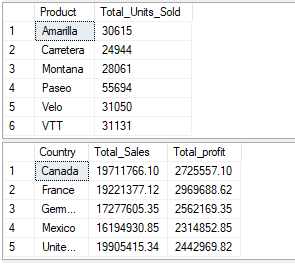 Product Total_Units_Sold
1 Amarilla 30615
2 Carretera 24944
3 Montana 28061
4 Paseo 55694
5 Velo 31050
6 VTT 31131
Country Total_Sales Total_profit
1 Canada 19711766.10 2725557.10
2 France 19221377.12 2969688.62
3 Germ... 17277605.35 2562169.35
4 Mexico 16194930.85 2314852.85
5 Unite... 19905415.34 2442969.82